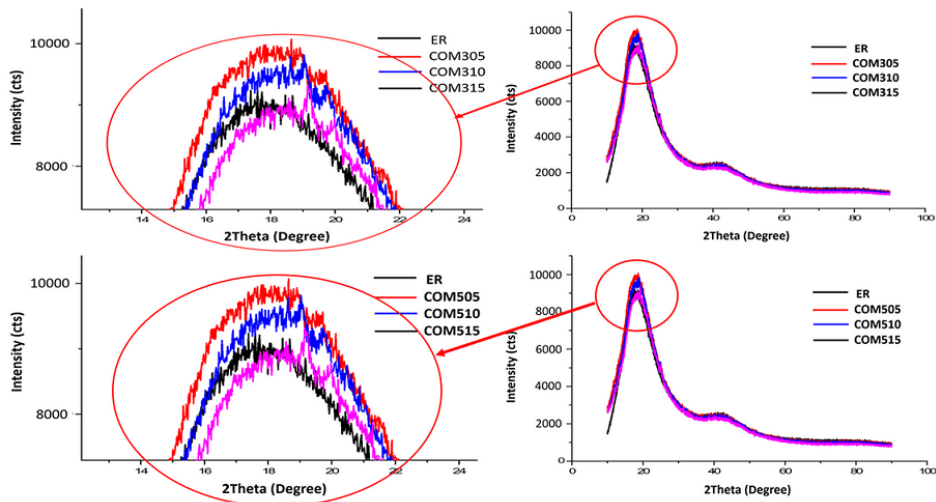 10000
8000
Intensity (cts)
14
16
18
20
22
24
2Theta (Degree)
ER
COM305
COM310
COM315
10000
8000
6000
4000
2000
0
Intensity (cts)
0
20
40
60
80
100
2Theta (Degree)
ER
COM305
COM310
COM315
10000
8000
Intensity (cts)
14
16
18
20
22
24
2Theta (Degree)
ER
COM505
COM510
COM515
10000
8000
6000
4000
2000
0
Intensity (cts)
0
20
40
60
80
100
2Theta (Degree)
ER
COM505
COM510
COM515